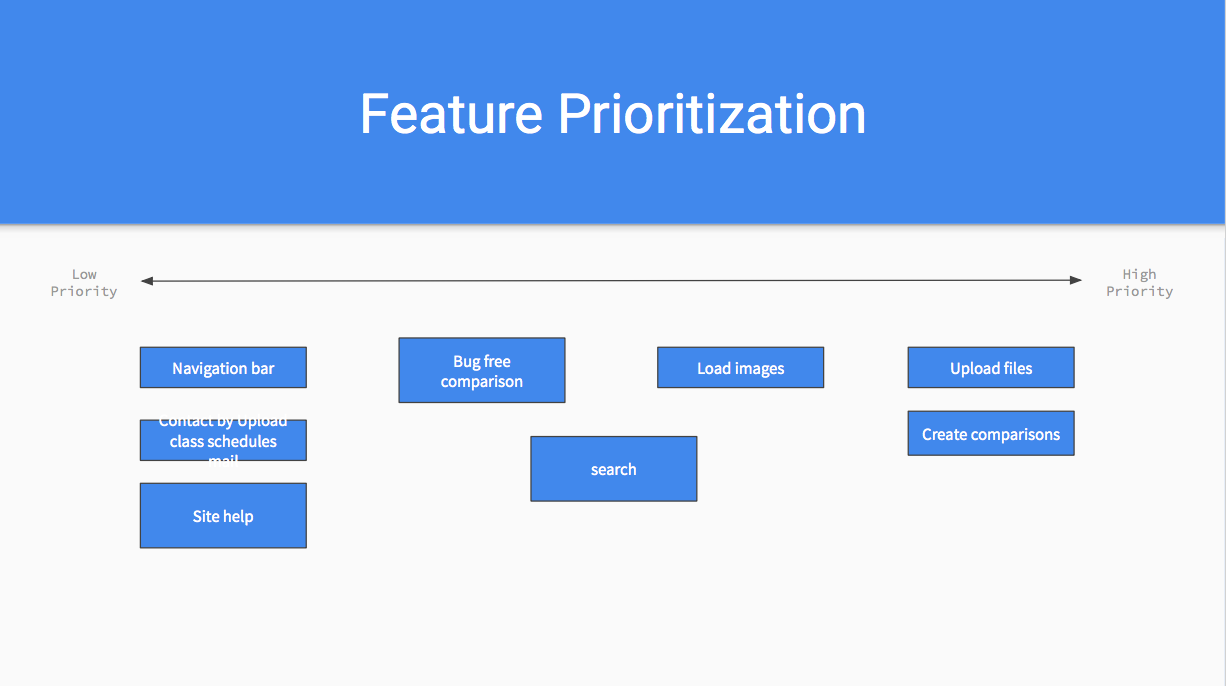 Feature Prioritization
Low
Priority
High
Priority
Navigation bar
Bug free
comparison
Load images
Upload files
Contact by Upload
class schedules
mail
Create comparisons
search
Site help